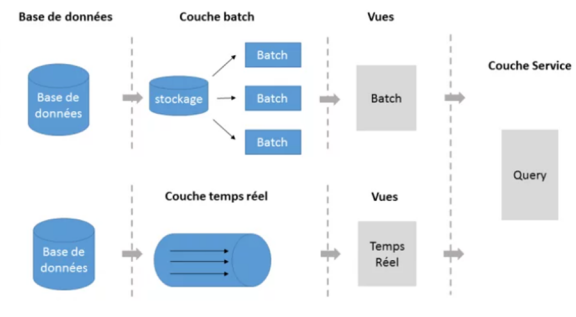 Base de données
Couche batch
Vues
Couche Service
Base de
données
stockage
Batch
Batch
Batch
Batch
Query
Couche temps réel
Vues
Base de
données
Temps
Réel